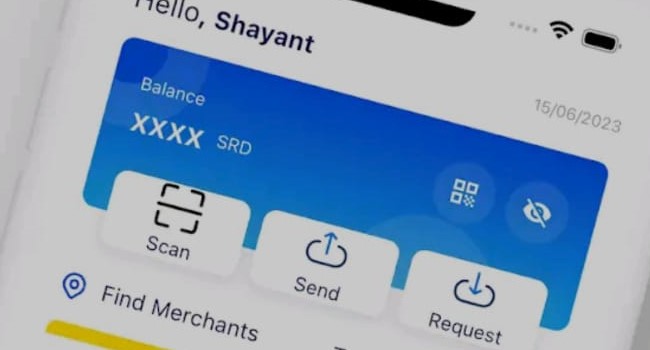 Hello, Shayant
15/06/2023
Balance
XXXX SRD
Scan
Send
Request
Find Merchants